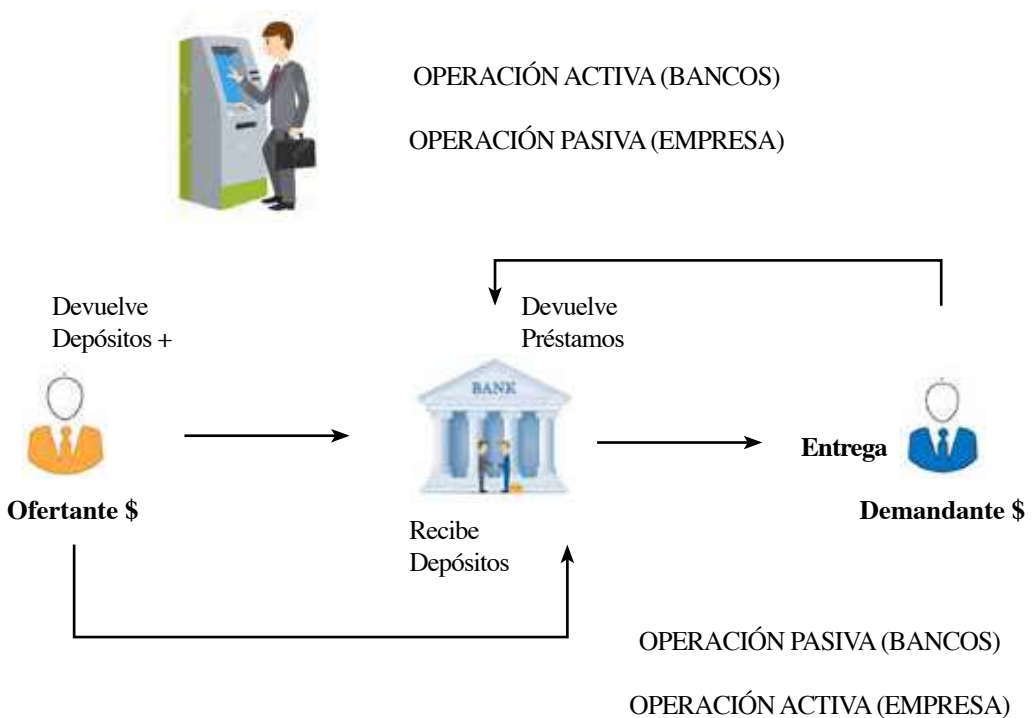 OPERACIÓN ACTIVA (BANCOS)
OPERACIÓN PASIVA (EMPRESA)
Devuelve
Depósitos +
Devuelve
Préstamos
BANK
Entrega
Ofertante $
Demandante $
Recibe
Depósitos
OPERACIÓN PASIVA (BANCOS)
OPERACIÓN ACTIVA (EMPRESA)